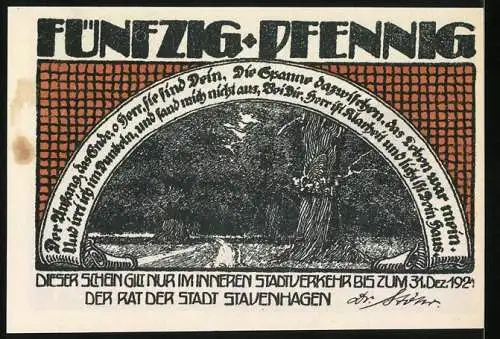 FÜNFZIG PFENNIG
Der Anfang, das Ende, o Herr, sie sind Dein, Die Spanne dazwischen, das Leben, war mein.
Und irrt ich im Dunkeln, und fand mich nicht aus, Bei Dir, Herr ist Klarheit und licht ist Dein Haus
DIESER SCHEIN GILT NUR IM INNEREN STADTVERKEHR BIS ZUM 31. DEZ. 1921
DER RAT DER STADT STAVENHAGEN Dr.